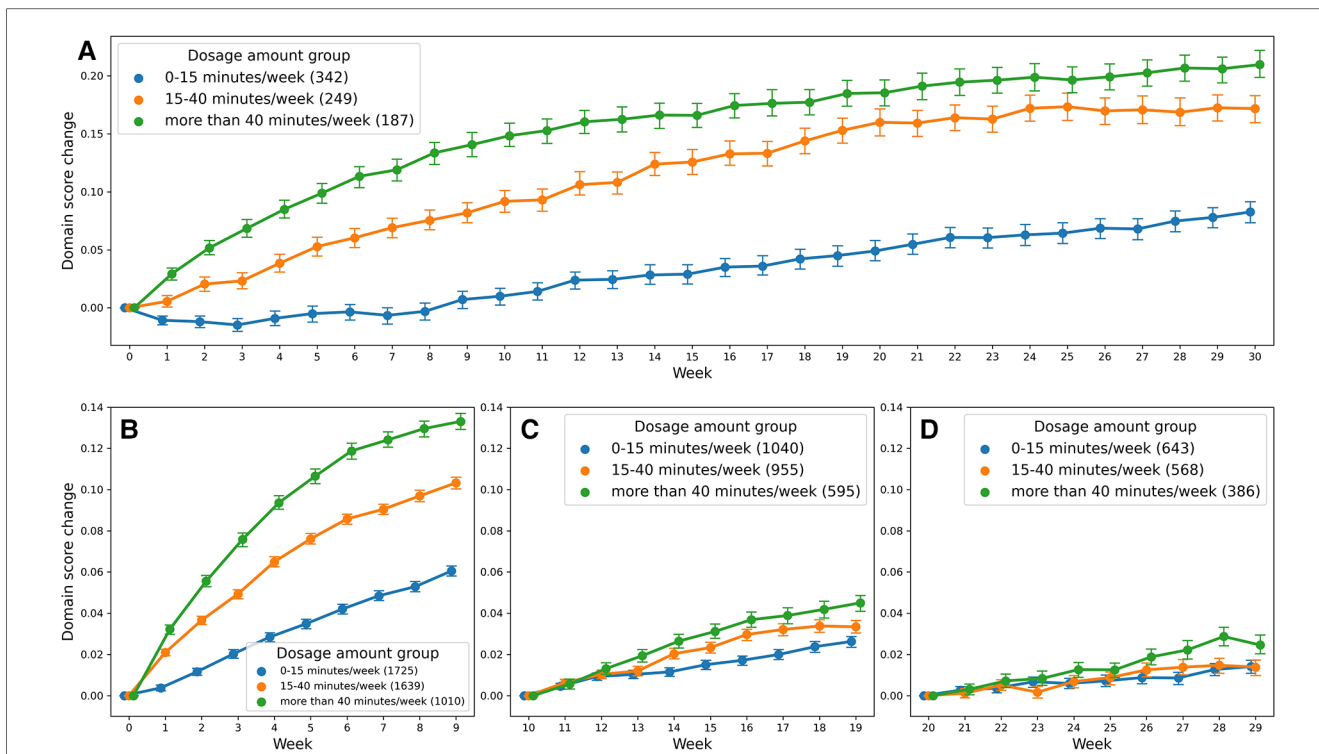 A
Dosage amount group
0-15 minutes/week (342)
15-40 minutes/week (249)
more than 40 minutes/week (187)
Domain score change
0.20
0.15
0.10
0.05
0.00
0 1 2 3 4 5 6 7 8 9 10 11 12 13 14 15 16 17 18 19 20 21 22 23 24 25 26 27 28 29 30
Week
B
Domain score change
0.14
0.12
0.10
0.08
0.06
0.04
0.02
0.00
Dosage amount group
0-15 minutes/week (1725)
15-40 minutes/week (1639)
more than 40 minutes/week (1010)
0 1 2 3 4 5 6 7 8 9
Week
C
Dosage amount group
0-15 minutes/week (1040)
15-40 minutes/week (955)
more than 40 minutes/week (595)
0.14
0.12
0.10
0.08
0.06
0.04
0.02
0.00
10 11 12 13 14 15 16 17 18 19
Week
D
Dosage amount group
0-15 minutes/week (643)
15-40 minutes/week (568)
more than 40 minutes/week (386)
0.14
0.12
0.10
0.08
0.06
0.04
0.02
0.00
20 21 22 23 24 25 26 27 28 29
Week